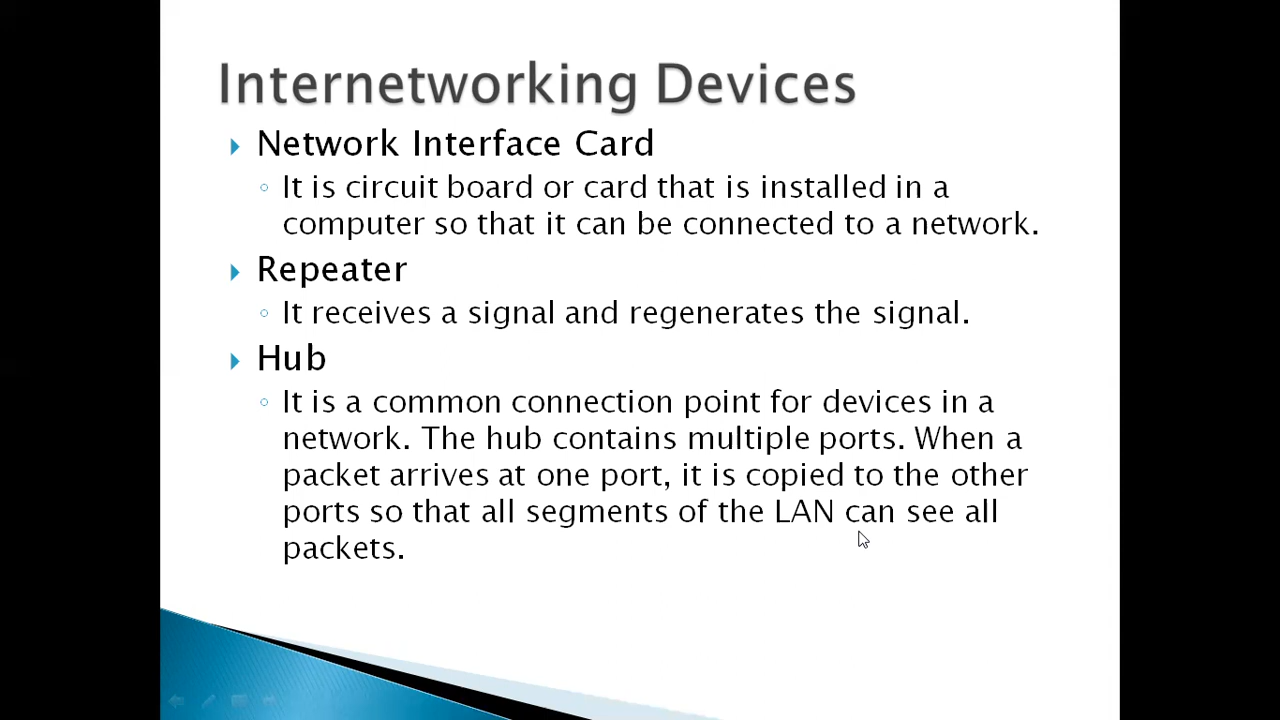 Internetworking Devices
Network Interface Card
It is circuit board or card that is installed in a
computer so that it can be connected to a network.
Repeater
It receives a signal and regenerates the signal.
Hub
It is a common connection point for devices in a
network. The hub contains multiple ports. When a
packet arrives at one port, it is copied to the other
ports so that all segments of the LAN can see all
packets.